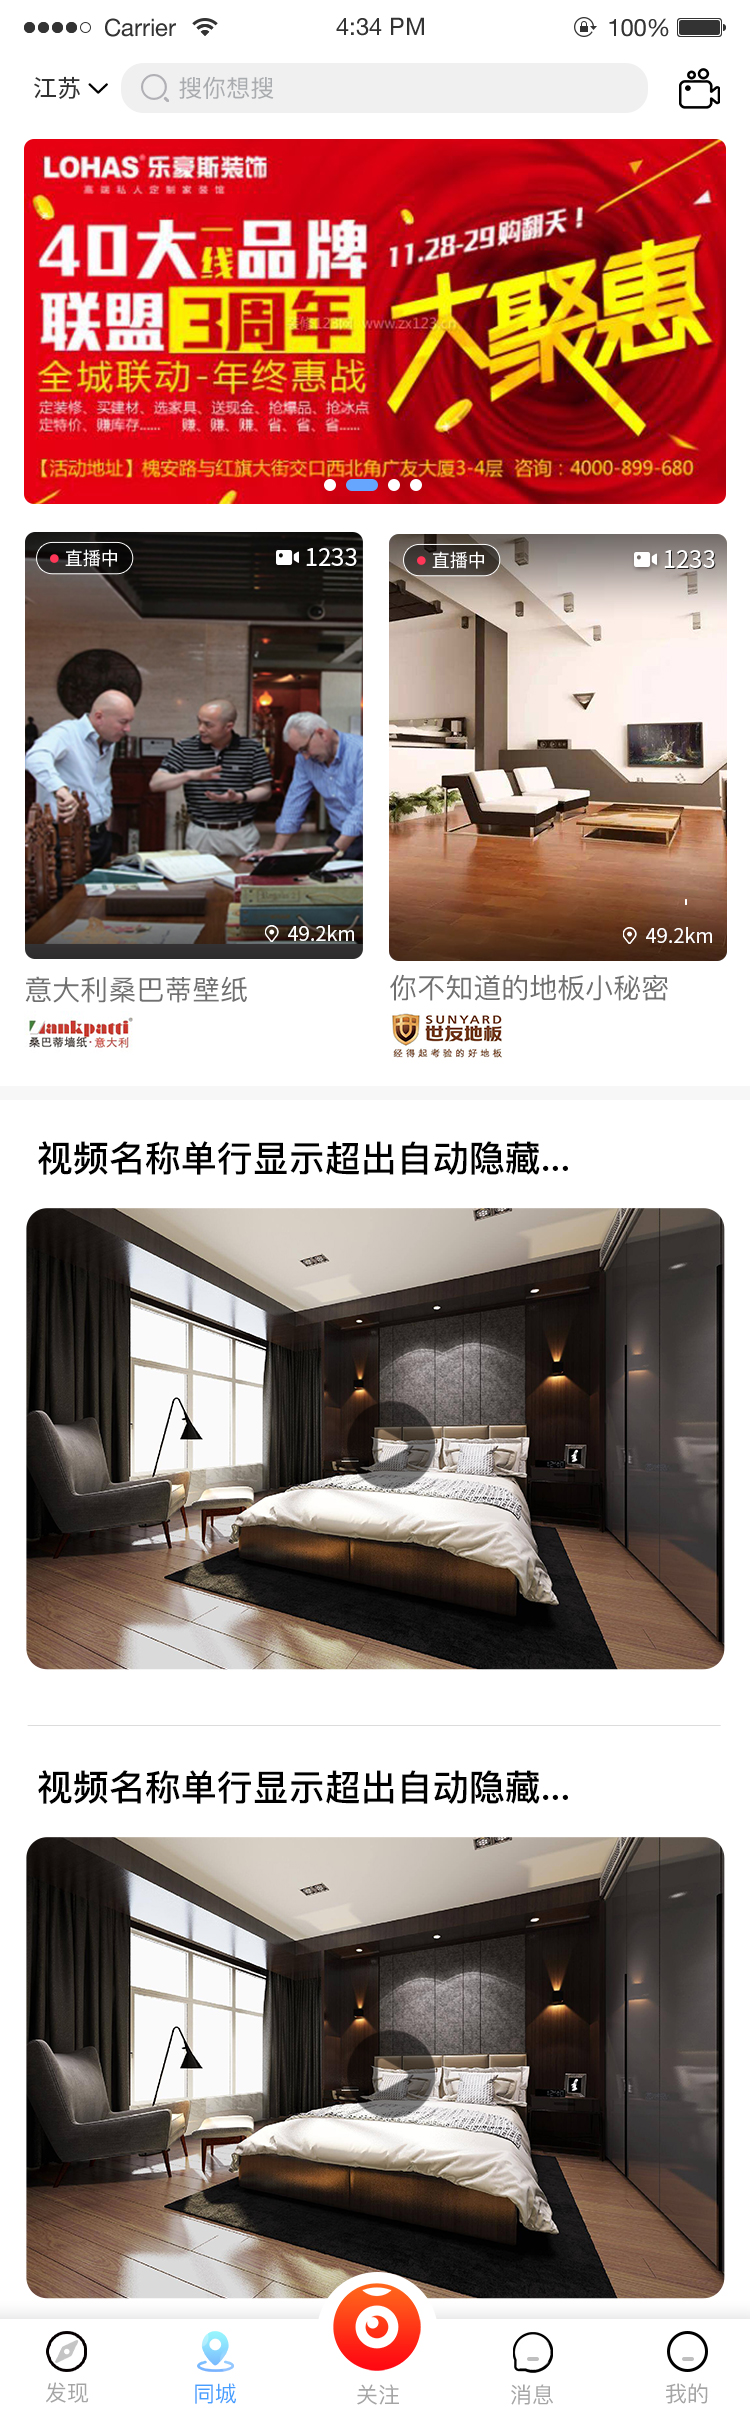 Carrier
4:34 PM
100%
江苏
搜你想搜
LOHAS®乐豪斯装饰
高端私人定制家装馆
40大一线品牌
联盟3周年
全城联动-年终惠战
定装修、买建材、选家具、送现金、抢爆品、抢冰点
定特价、赚库存...... 赚、赚、赚、省、省、省......
11.28-29购翻天！
大聚惠
www.zx123.cn
【活动地址】槐安路与红旗大街交口西北角广友大厦3-4层 咨询：4000-899-680
直播中
1233
49.2km
意大利桑巴蒂壁纸
Zankpatti®
桑巴蒂墙纸·意大利
直播中
1233
49.2km
你不知道的地板小秘密
SUNYARD
世友地板
经得起考验的好地板
视频名称单行显示超出自动隐藏...
视频名称单行显示超出自动隐藏...
发现
同城
关注
消息
我的